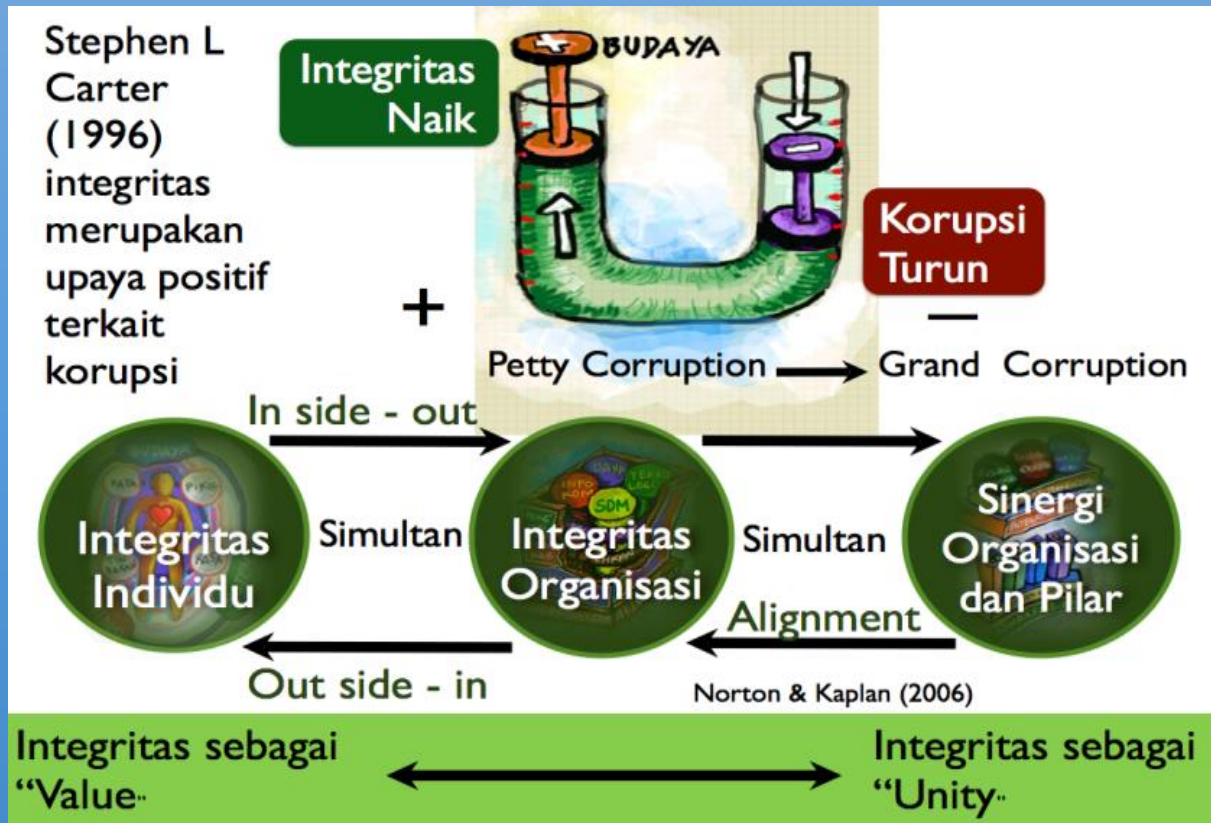 Stephen L
Carter
(1996)
integritas
merupakan
upaya positif
terkait
korupsi
Integritas
Naik
BUDAYA
Korupsi
Turun
+
–
Petty Corruption
Grand Corruption
In side - out
Integritas
Individu
Simultan
SDM
Integritas
Organisasi
Simultan
Sinergi
Organisasi
dan Pilar
Alignment
Out side - in
Norton & Kaplan (2006)
Integritas sebagai
“Value“
Integritas sebagai
“Unity“